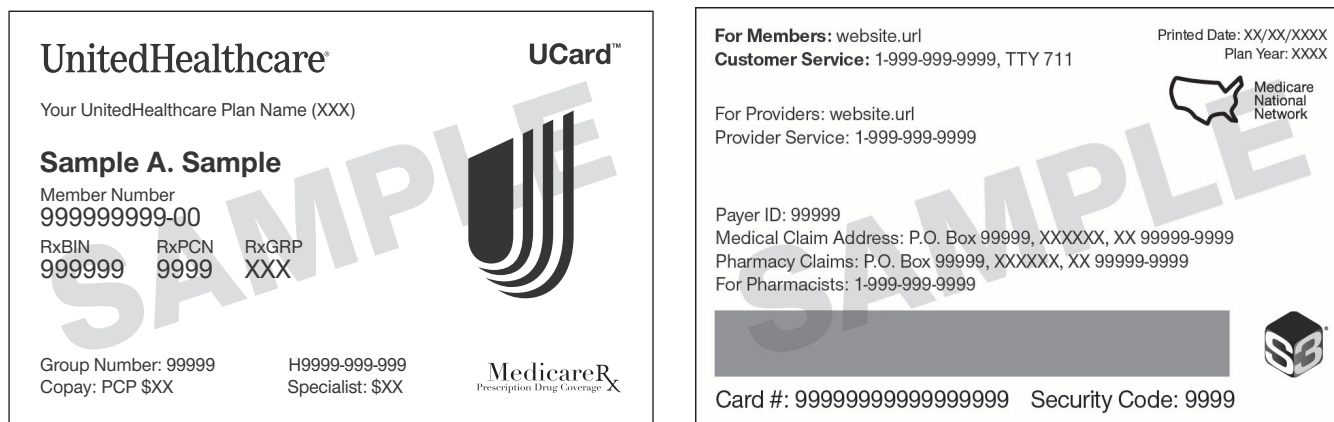 UnitedHealthcare®
UCard™
Your UnitedHealthcare Plan Name (XXX)
Sample A. Sample
Member Number
999999999-00
RxBIN RxPCN RxGRP
999999 9999 XXX
Group Number: 99999 H9999-999-999
Copay: PCP $XX Specialist: $XX
MedicareRx
Prescription Drug Coverage
SAMPLE
For Members: website.url
Customer Service: 1-999-999-9999, TTY 711
Printed Date: XX/XX/XXXX
Plan Year: XXXX
Medicare
National
Network
For Providers: website.url
Provider Service: 1-999-999-9999
Payer ID: 99999
Medical Claim Address: P.O. Box 99999, XXXXXX, XX 99999-9999
Pharmacy Claims: P.O. Box 99999, XXXXXX, XX 99999-9999
For Pharmacists: 1-999-999-9999
S3®
Card #: 99999999999999999 Security Code: 9999
SAMPLE